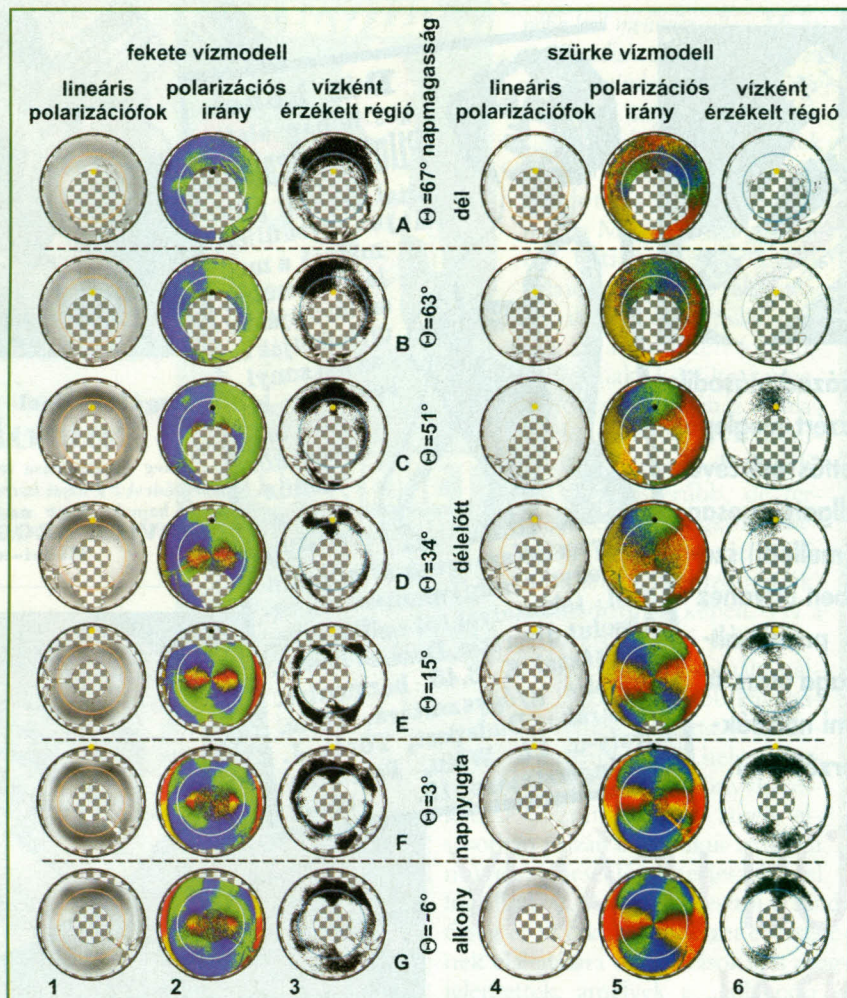 fekete vízmodell
szürke vízmodell
lineáris polarizációfok
polarizációs irány
vízként érzékelt régió
napmagasság
lineáris polarizációfok
polarizációs irány
vízként érzékelt régió
A
Θ=67°
dél
B
Θ=63°
C
Θ=51°
D
Θ=34°
délelőtt
E
Θ=15°
F
Θ=3°
napnyugta
G
Θ=-6°
alkony
1
2
3
4
5
6